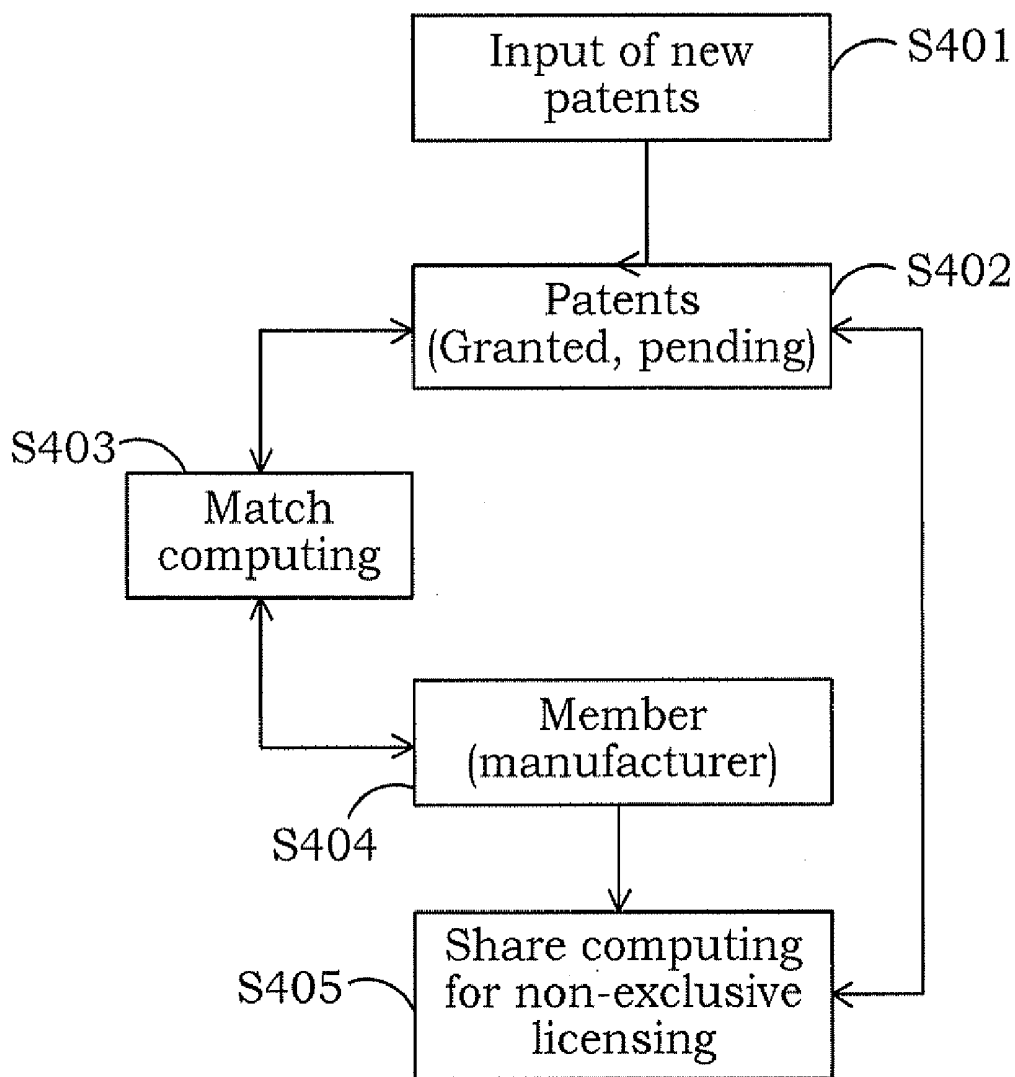 Input of new
patents
S401
Patents
(Granted, pending)
S402
S403
Match
computing
Member
(manufacturer)
S404
Share computing
for non-exclusive
licensing
S405